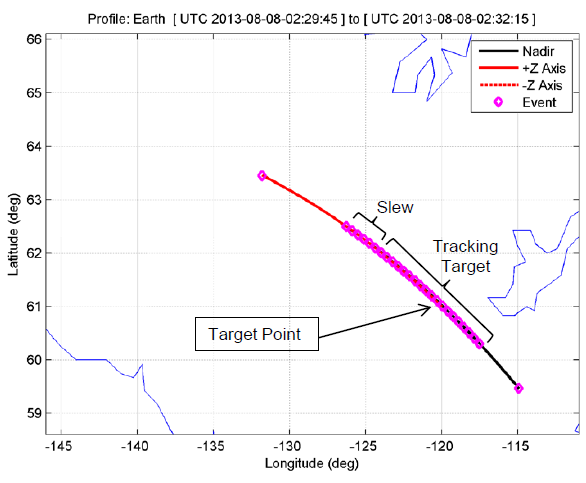 Profile: Earth [ UTC 2013-08-08-02:29:45 ] to [ UTC 2013-08-08-02:32:15 ]
66
65
64
63
62
61
60
59
Latitude (deg)
Nadir
+Z Axis
-Z Axis
Event
Slew
Tracking
Target
Target Point
-145
-140
-135
-130
-125
-120
-115
Longitude (deg)